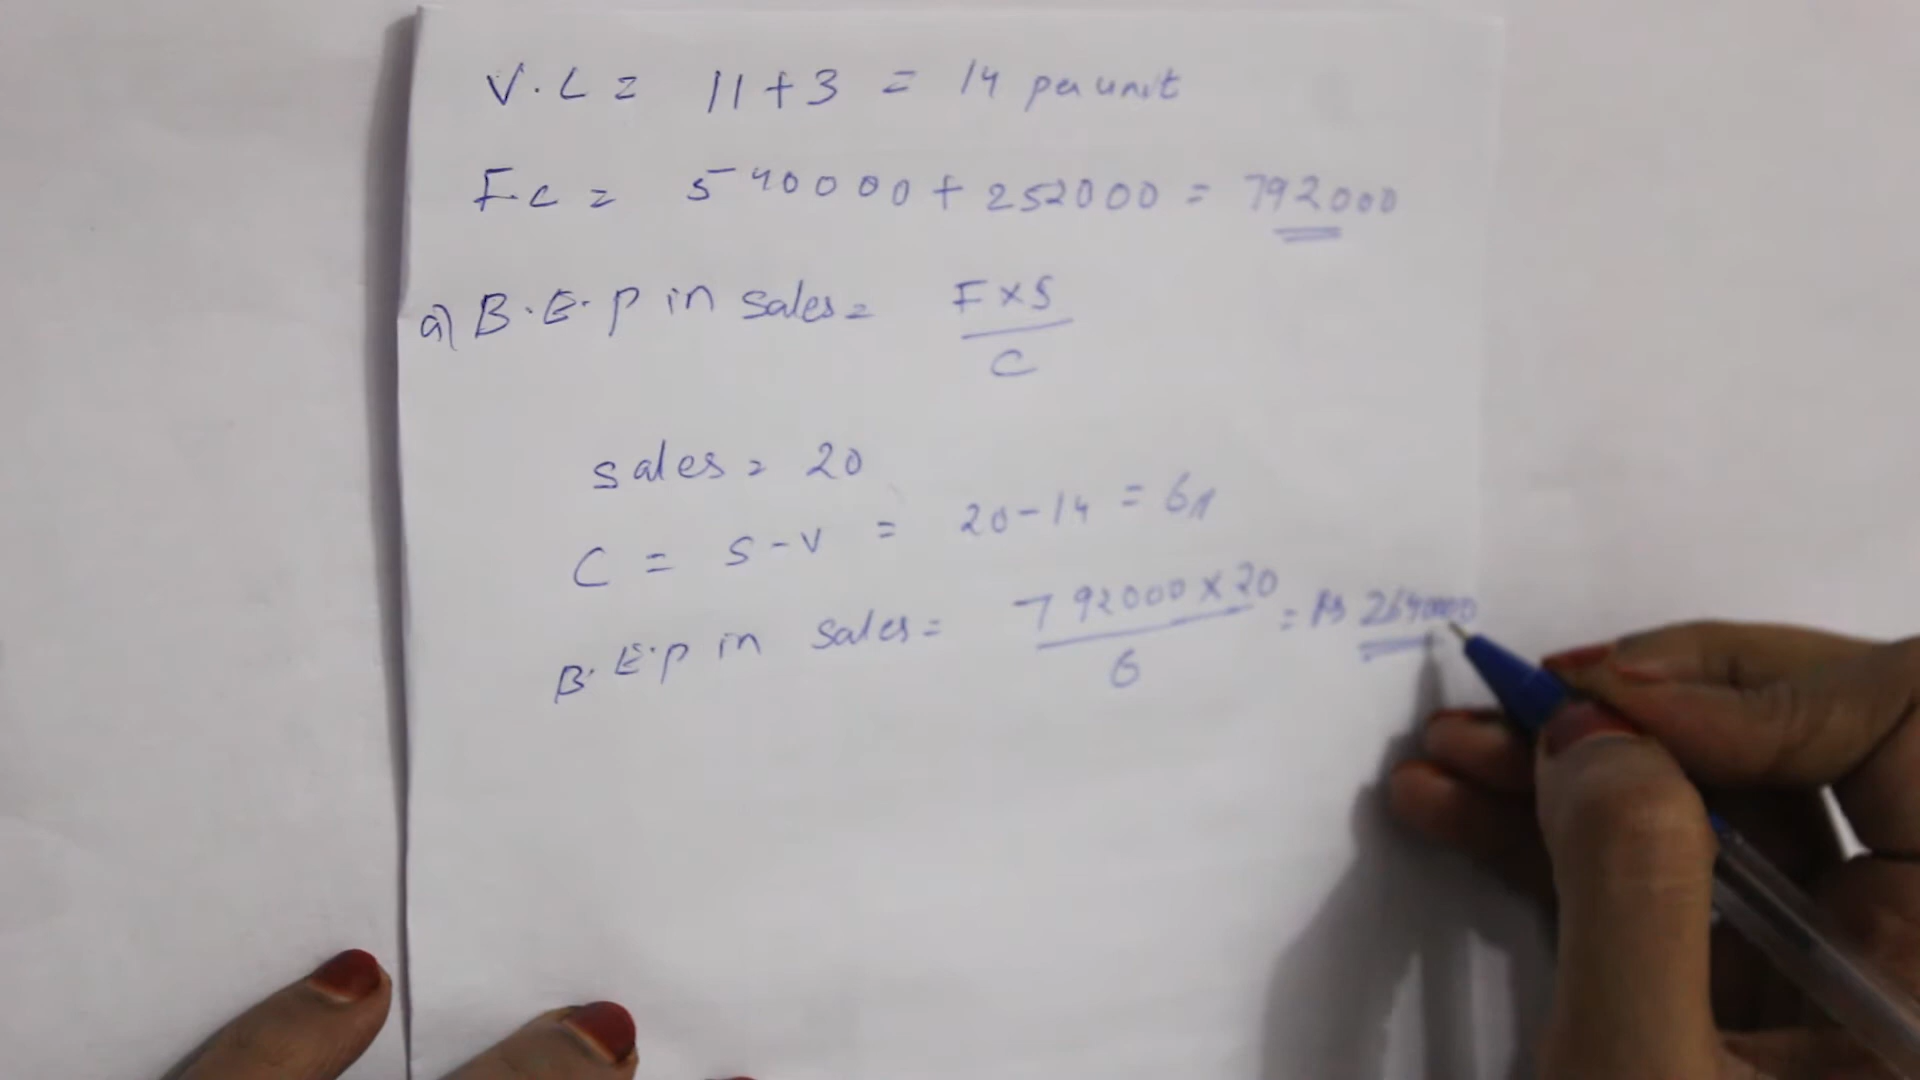 V.C = 11 + 3 = 14 per unit
F.C = 540000 + 252000 = 792000
a) B.E.P in sales = F×S / C
sales = 20
C = S - V = 20 - 14 = 6
B.E.P in sales = 792000 × 20 / 6 = Rs 2640000